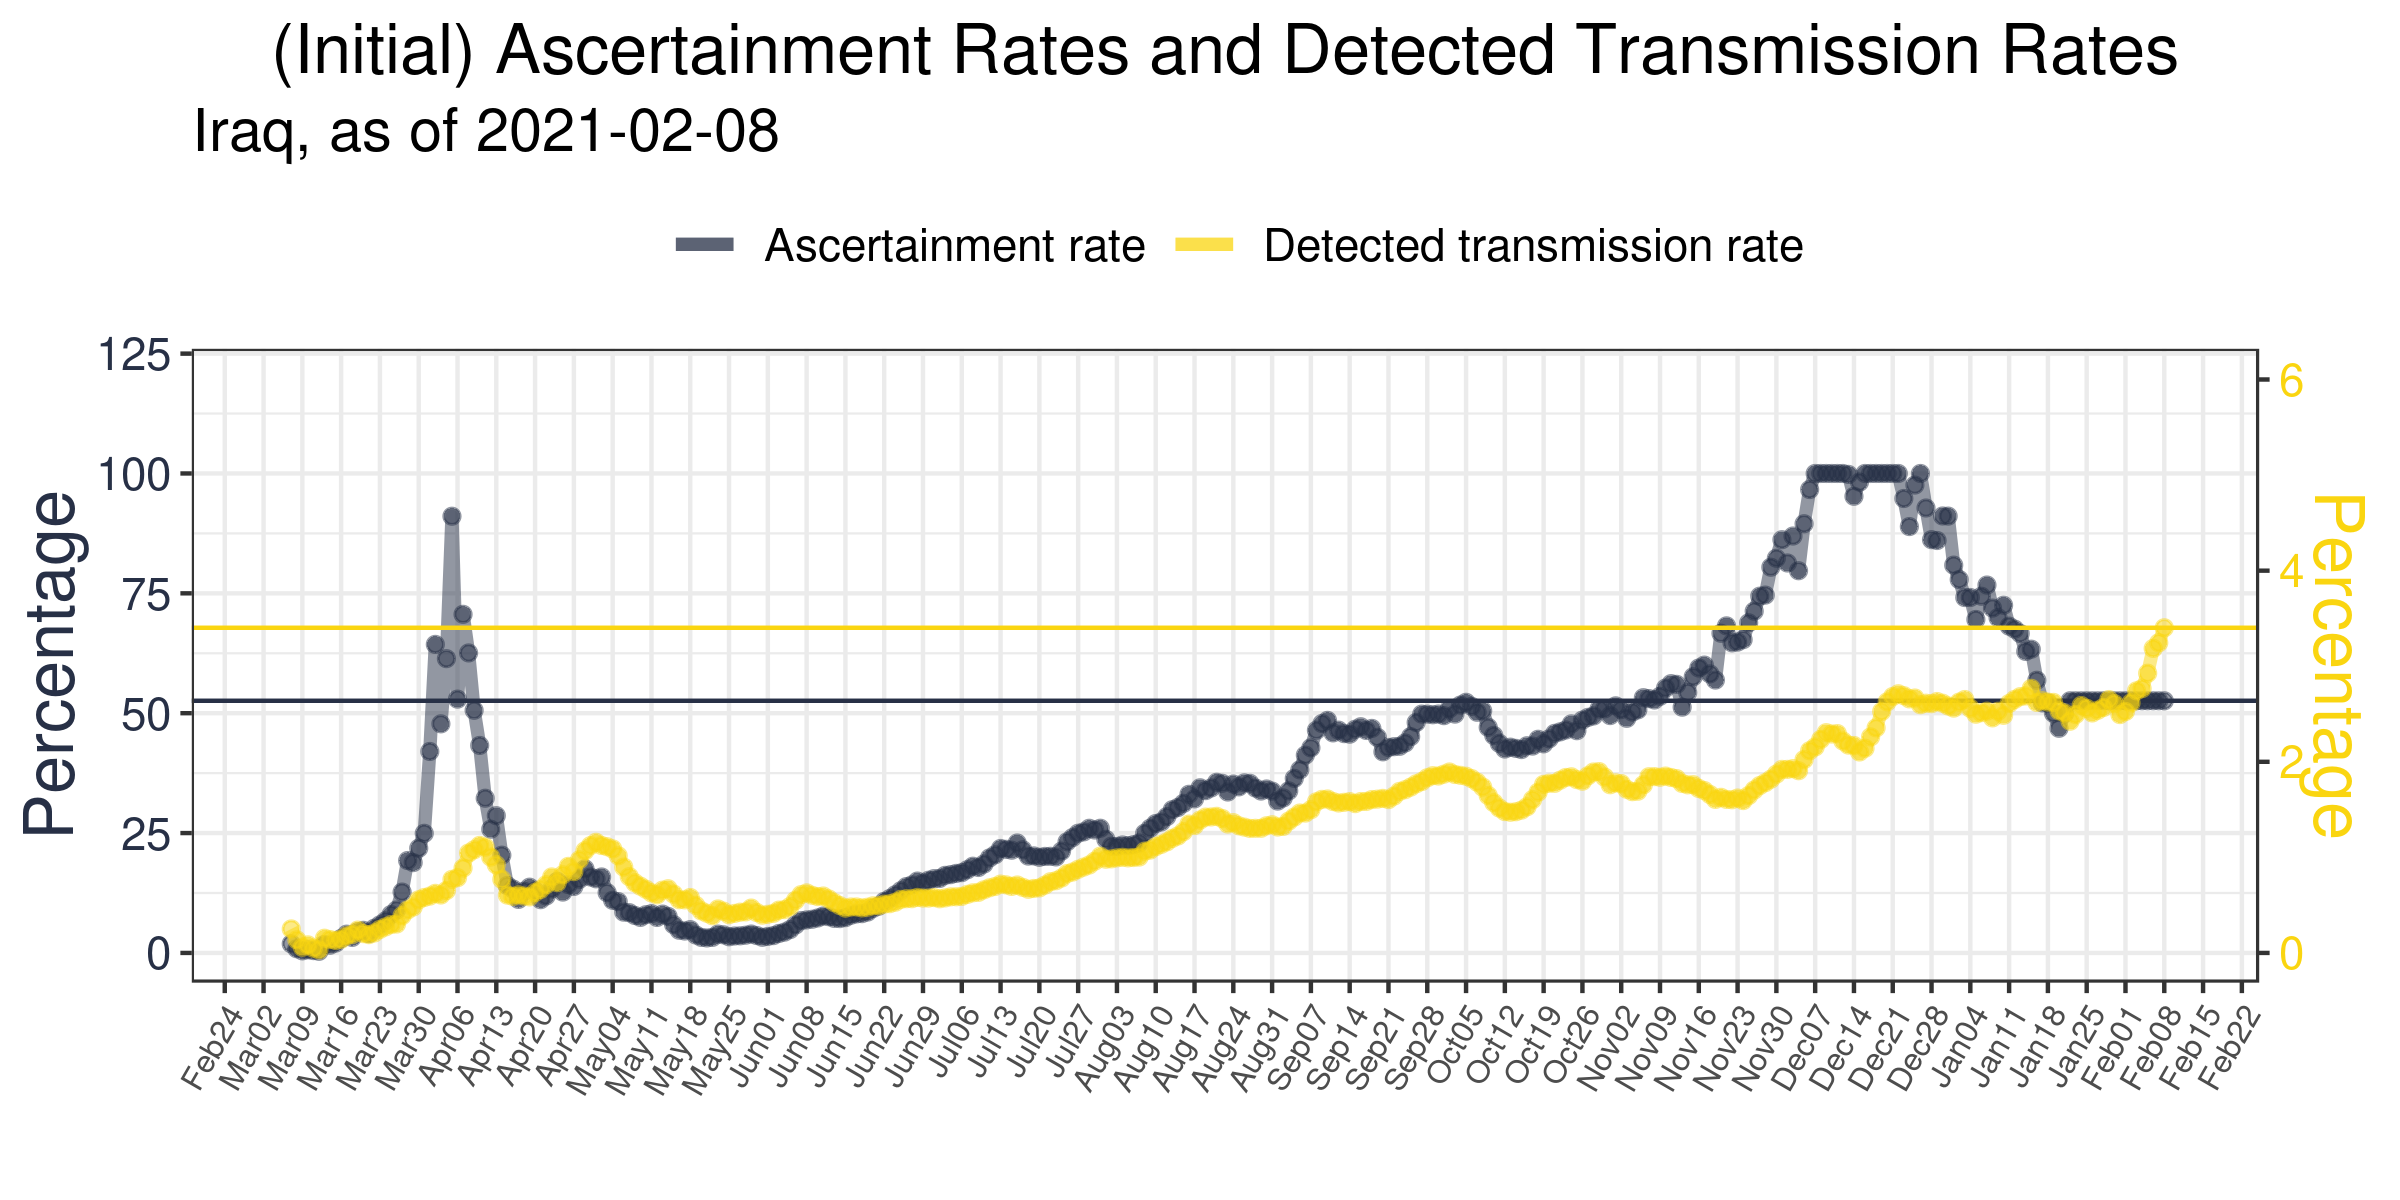 (Initial) Ascertainment Rates and Detected Transmission Rates
Iraq, as of 2021-02-08
Ascertainment rate
Detected transmission rate
Percentage
125
100
75
50
25
0
6
4
2
0
Percentage
Feb24
Mar02
Mar09
Mar16
Mar23
Mar30
Apr06
Apr13
Apr20
Apr27
May04
May11
May18
May25
Jun01
Jun08
Jun15
Jun22
Jun29
Jul06
Jul13
Jul20
Jul27
Aug03
Aug10
Aug17
Aug24
Aug31
Sep07
Sep14
Sep21
Sep28
Oct05
Oct12
Oct19
Oct26
Nov02
Nov09
Nov16
Nov23
Nov30
Dec07
Dec14
Dec21
Dec28
Jan04
Jan11
Jan18
Jan25
Feb01
Feb08
Feb15
Feb22